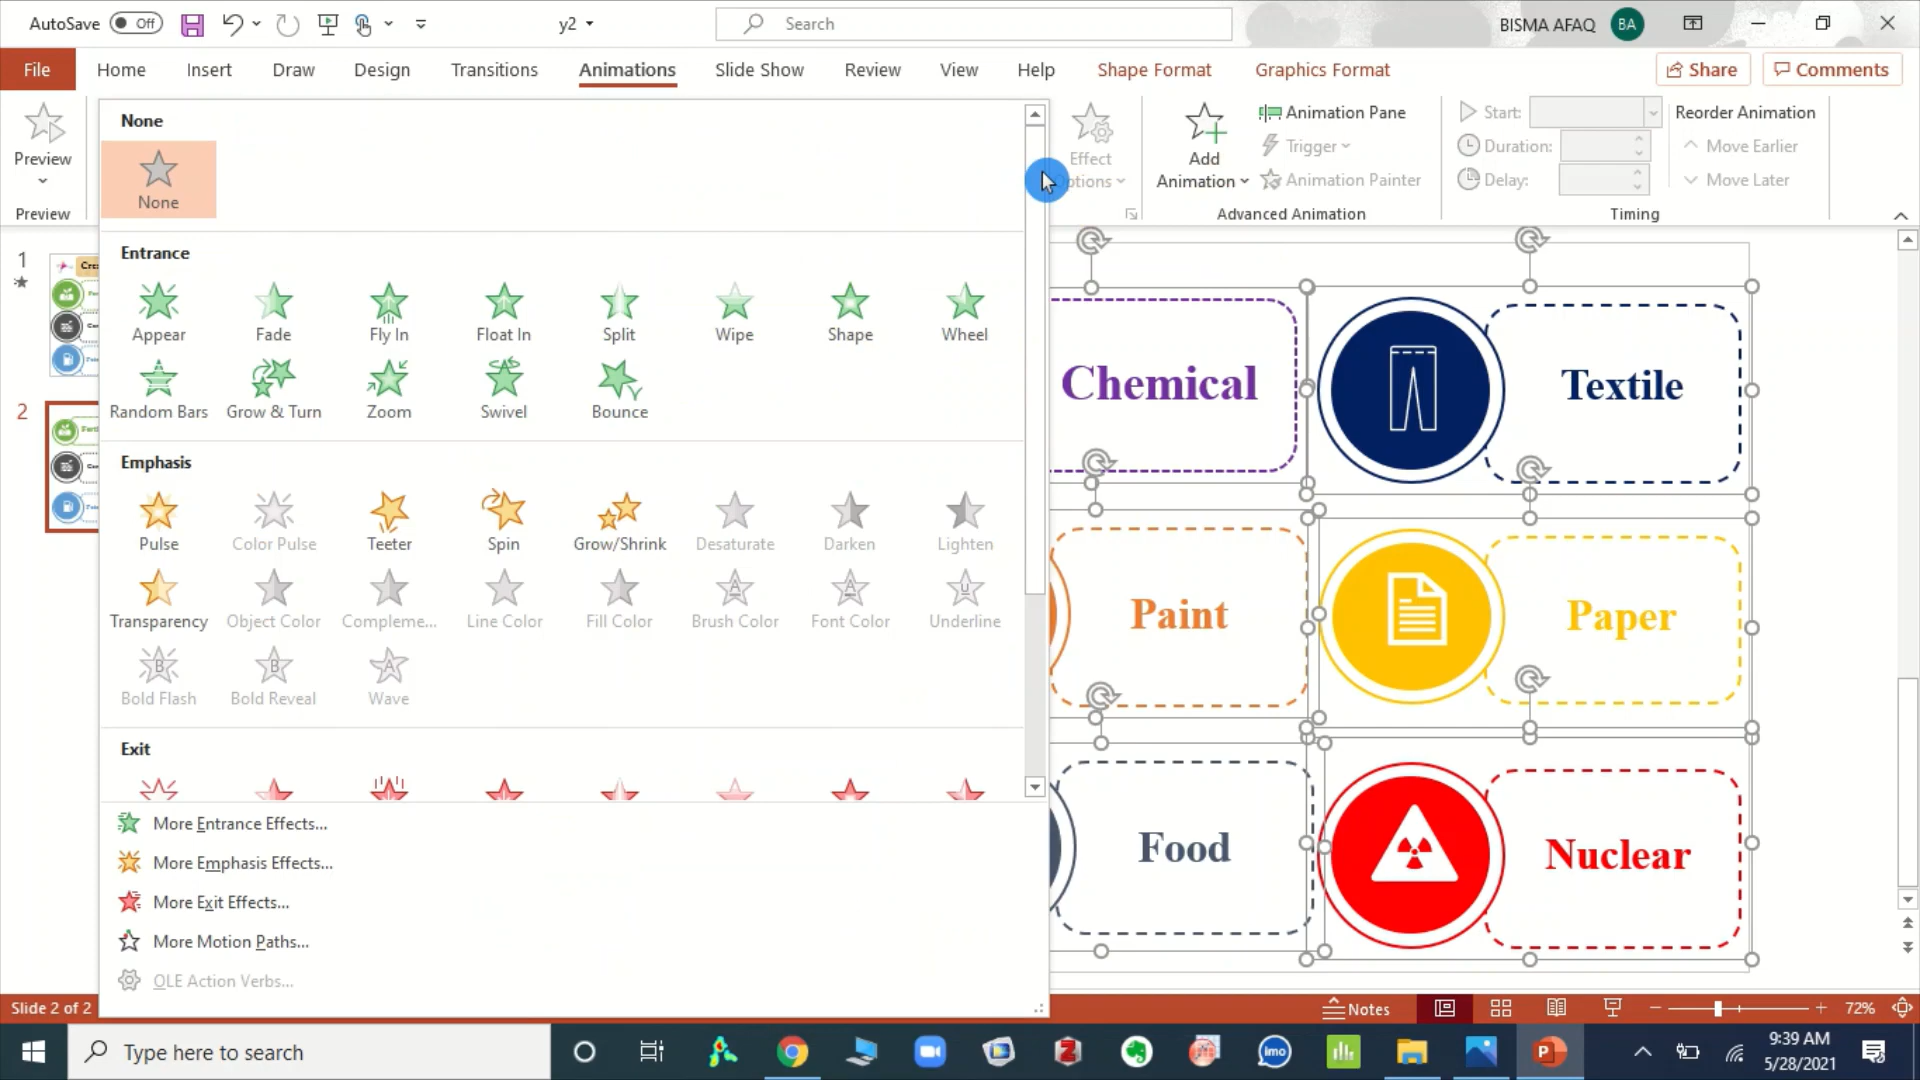 AutoSave Off y2 Search BISMA AFAQ BA
File Home Insert Draw Design Transitions Animations Slide Show Review View Help Shape Format Graphics Format Share Comments
Preview
Preview
None
None
Entrance
Appear Fade Fly In Float In Split Wipe Shape Wheel
Random Bars Grow & Turn Zoom Swivel Bounce
Emphasis
Pulse Color Pulse Teeter Spin Grow/Shrink Desaturate Darken Lighten
Transparency Object Color Compleme... Line Color Fill Color Brush Color Font Color Underline
Bold Flash Bold Reveal Wave
Exit
More Entrance Effects...
More Emphasis Effects...
More Exit Effects...
More Motion Paths...
OLE Action Verbs...
Effect
Options
Add
Animation
Animation Pane
Trigger
Animation Painter
Advanced Animation
Start:
Duration:
Delay:
Timing
Reorder Animation
Move Earlier
Move Later
1
2
Chemical Textile
Paint Paper
Food Nuclear
Slide 2 of 2 Notes 72%
Type here to search
imo
9:39 AM
5/28/2021